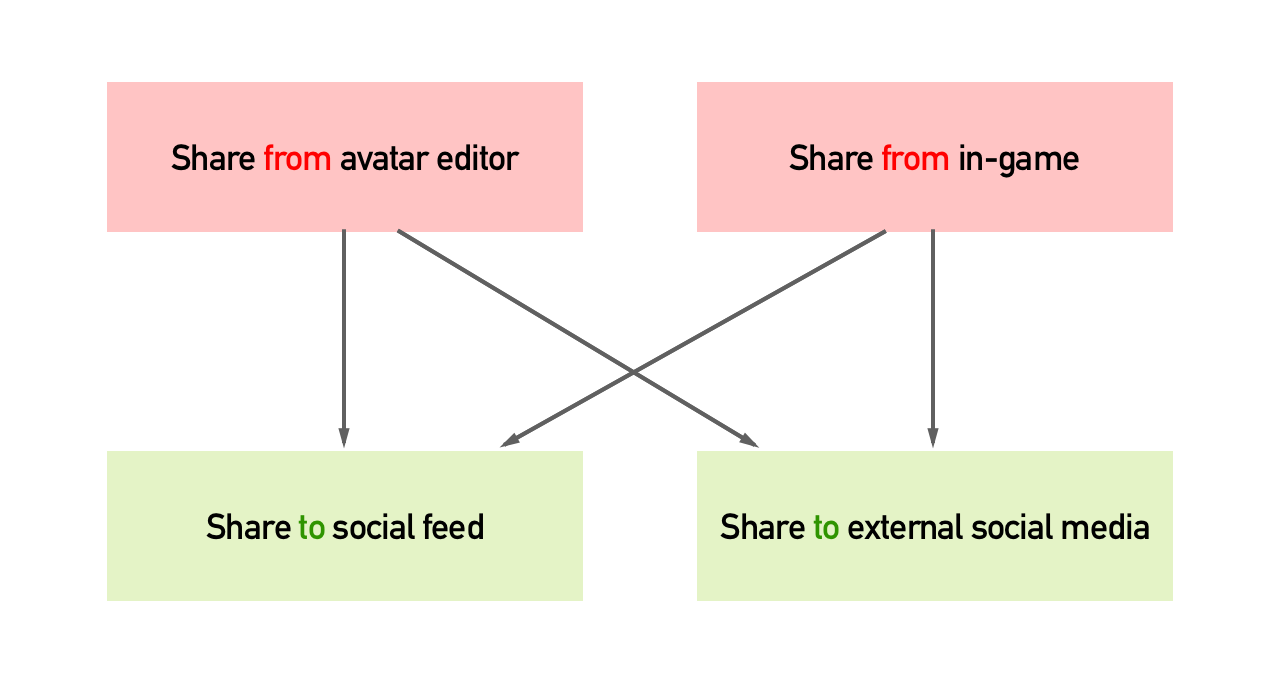 Share from avatar editor
Share from in-game
Share to social feed
Share to external social media